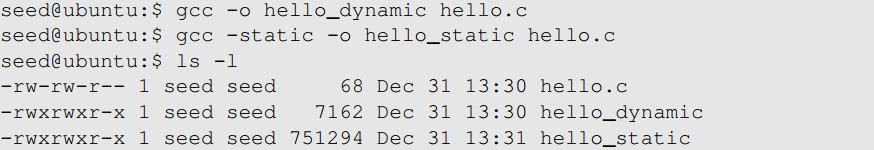 seed@ubuntu:$ gcc -o hello_dynamic hello.c
seed@ubuntu:$ gcc -static -o hello_static hello.c
seed@ubuntu:$ ls -l
-rw-rw-r-- 1 seed seed     68 Dec 31 13:30 hello.c
-rwxrwxr-x 1 seed seed   7162 Dec 31 13:30 hello_dynamic
-rwxrwxr-x 1 seed seed 751294 Dec 31 13:31 hello_static